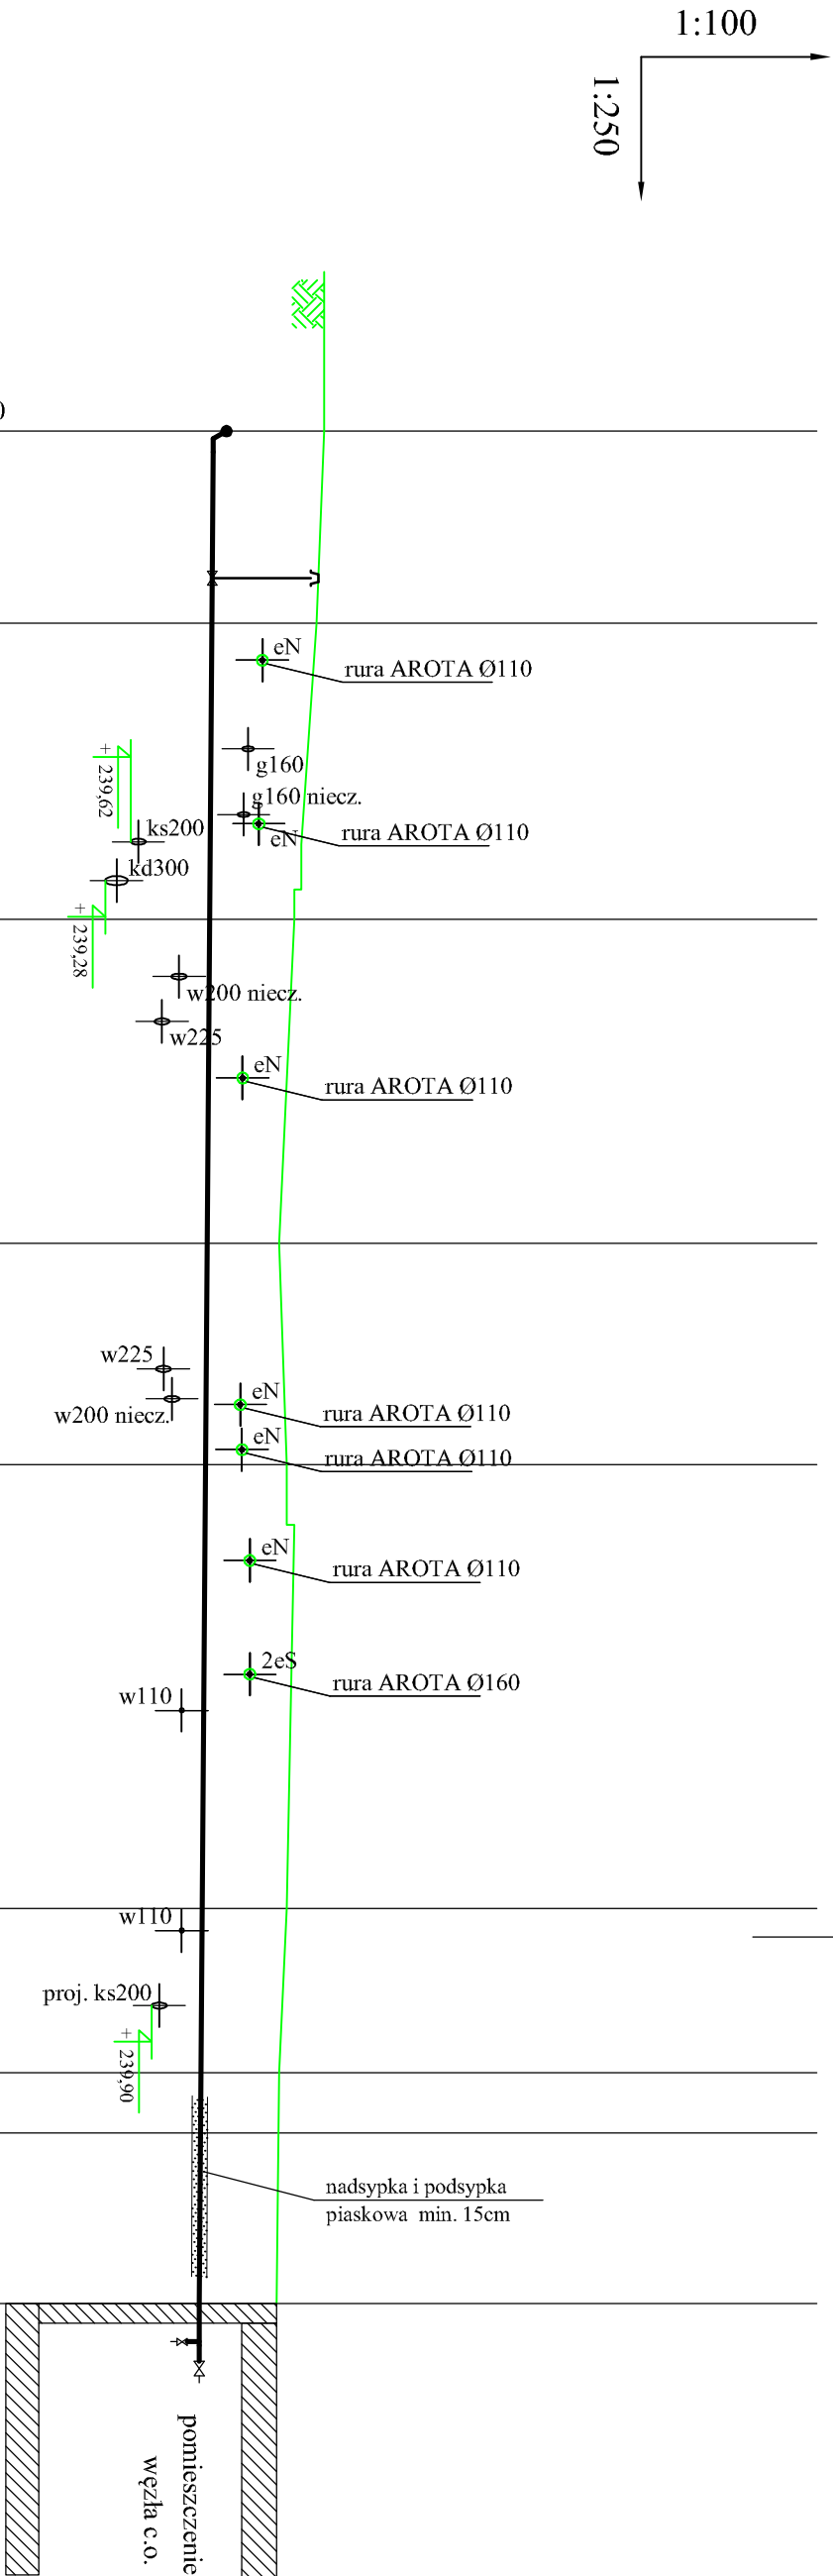 1:100
1:250
eN
rura AROTA Ø110
g160
g160 niecz.
+ 239,62
ks200
eN
rura AROTA Ø110
kd300
+ 239,28
w200 niecz.
w225
eN
rura AROTA Ø110
w225
eN
w200 niecz.
rura AROTA Ø110
eN
rura AROTA Ø110
eN
rura AROTA Ø110
2eS
rura AROTA Ø160
w110
w110
proj. ks200
+ 239,90
nadsypka i podsypka
piaskowa min. 15cm
pomieszczenie
węzła c.o.